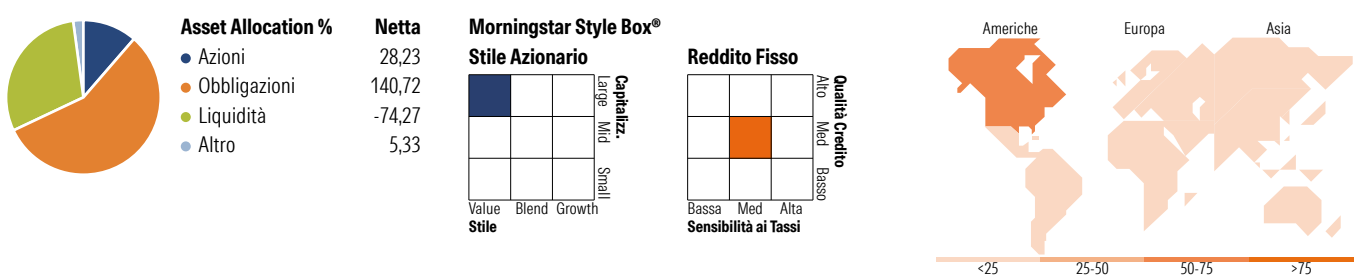 Asset Allocation % Netta
Azioni 28,23
Obbligazioni 140,72
Liquidità -74,27
Altro 5,33
Morningstar Style Box®
Stile Azionario
Large Mid Small
Capitalizz.
Value Blend Growth
Stile
Reddito Fisso
Alto Med Basso
Qualità Credito
Bassa Med Alta
Sensibilità ai Tassi
Americhe Europa Asia
<25 25-50 50-75 >75